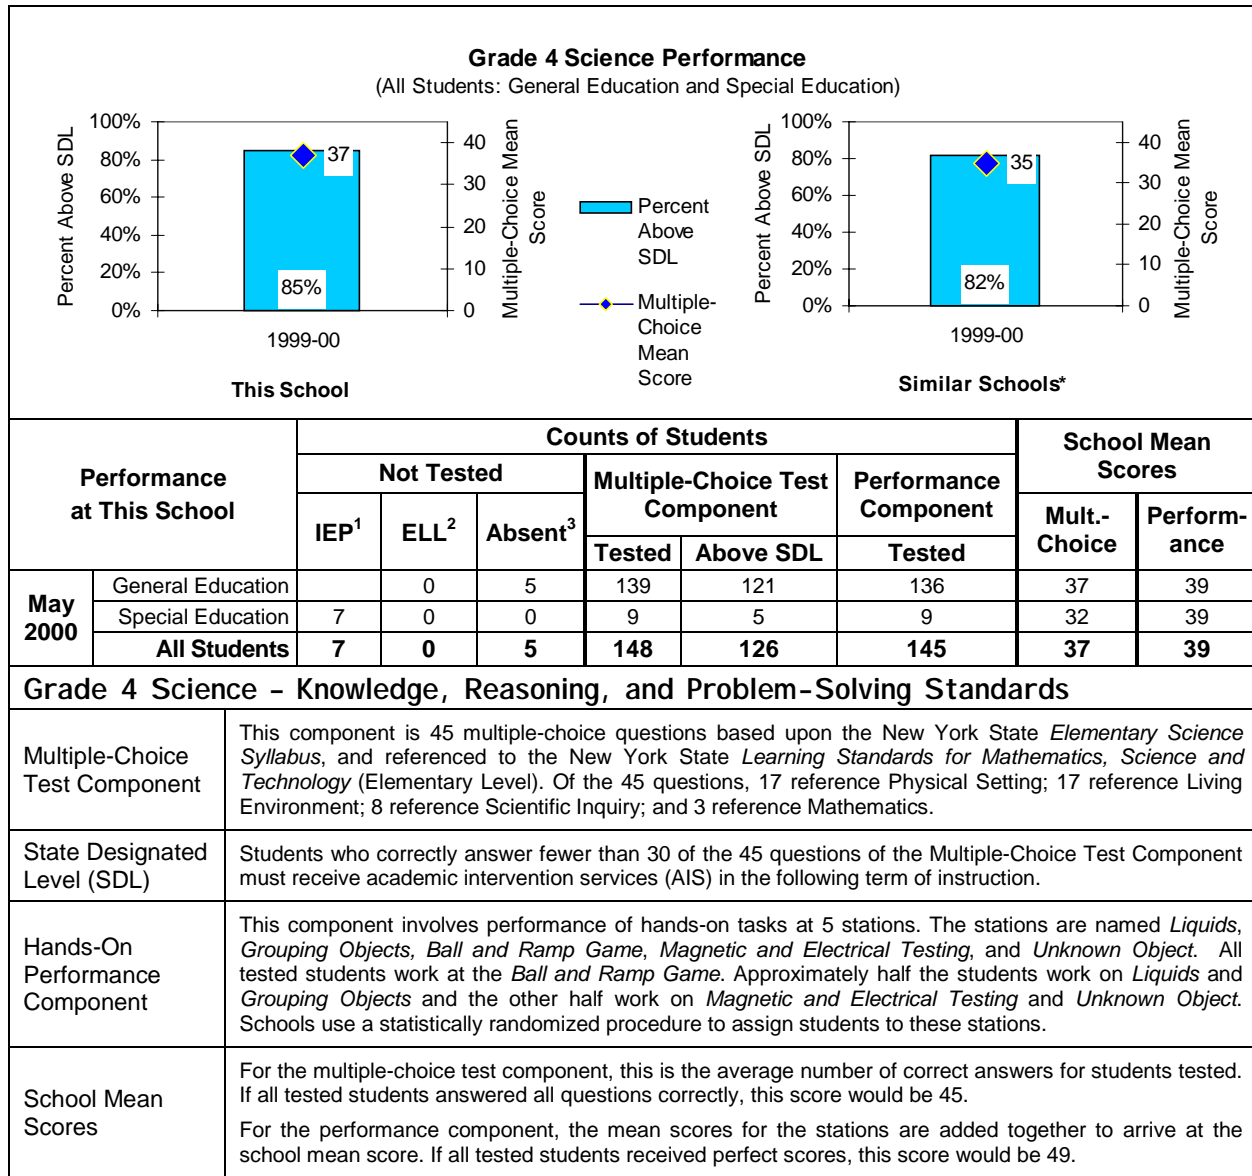 Grade 4 Science Performance
(All Students: General Education and Special Education)
Percent Above SDL
100%
80%
60%
40%
20%
0%
37
85%
40
30
20
10
0
Multiple-Choice Mean
Score
1999-00
This School
Percent
Above
SDL
Multiple-
Choice
Mean
Score
Percent Above SDL
100%
80%
60%
40%
20%
0%
35
82%
40
30
20
10
0
Multiple-Choice Mean
Score
1999-00
Similar Schools*
Performance
at This School
Counts of Students
School Mean
Scores
Not Tested
Multiple-Choice Test
Component
Performance
Component
IEP1 ELL2 Absent3
Tested Above SDL Tested
Mult.-
Choice
Perform-
ance
May
2000
General Education 0 5 139 121 136 37 39
Special Education 7 0 0 9 5 9 32 39
All Students 7 0 5 148 126 145 37 39
Grade 4 Science – Knowledge, Reasoning, and Problem-Solving Standards
Multiple-Choice
Test Component
This component is 45 multiple-choice questions based upon the New York State Elementary Science
Syllabus, and referenced to the New York State Learning Standards for Mathematics, Science and
Technology (Elementary Level). Of the 45 questions, 17 reference Physical Setting; 17 reference Living
Environment; 8 reference Scientific Inquiry; and 3 reference Mathematics.
State Designated
Level (SDL)
Students who correctly answer fewer than 30 of the 45 questions of the Multiple-Choice Test Component
must receive academic intervention services (AIS) in the following term of instruction.
Hands-On
Performance
Component
This component involves performance of hands-on tasks at 5 stations. The stations are named Liquids,
Grouping Objects, Ball and Ramp Game, Magnetic and Electrical Testing, and Unknown Object. All
tested students work at the Ball and Ramp Game. Approximately half the students work on Liquids and
Grouping Objects and the other half work on Magnetic and Electrical Testing and Unknown Object.
Schools use a statistically randomized procedure to assign students to these stations.
School Mean
Scores
For the multiple-choice test component, this is the average number of correct answers for students tested.
If all tested students answered all questions correctly, this score would be 45.
For the performance component, the mean scores for the stations are added together to arrive at the
school mean score. If all tested students received perfect scores, this score would be 49.